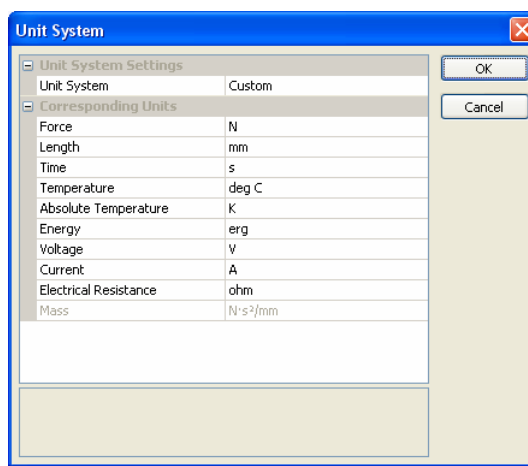 Unit System
Unit System Settings
Unit System Custom
Corresponding Units
Force N
Length mm
Time s
Temperature deg C
Absolute Temperature K
Energy erg
Voltage V
Current A
Electrical Resistance ohm
Mass N·s²/mm
OK
Cancel